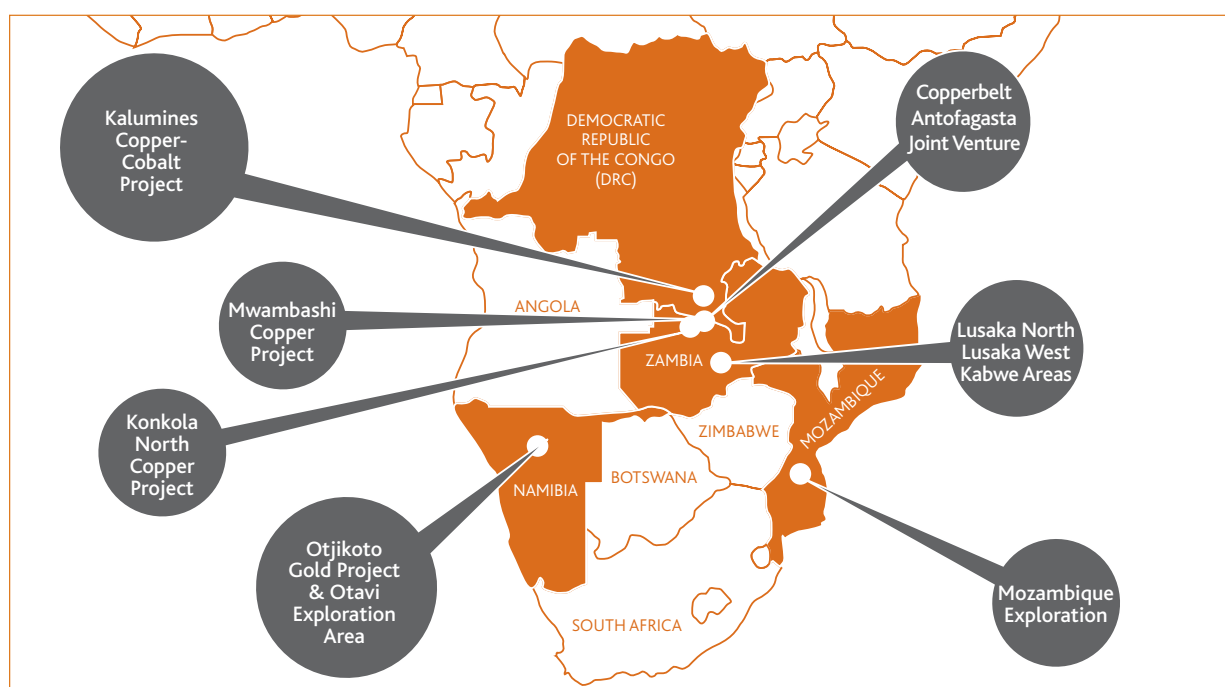 Kalumines
Copper-
Cobalt
Project
Copperbelt
Antofagasta
Joint Venture
DEMOCRATIC
REPUBLIC
OF THE CONGO
(DRC)
ANGOLA
Mwambashi
Copper
Project
ZAMBIA
Lusaka North
Lusaka West
Kabwe Areas
MOZAMBIQUE
ZIMBABWE
Konkola
North
Copper
Project
BOTSWANA
NAMIBIA
Otjikoto
Gold Project
& Otavi
Exploration
Area
Mozambique
Exploration
SOUTH AFRICA